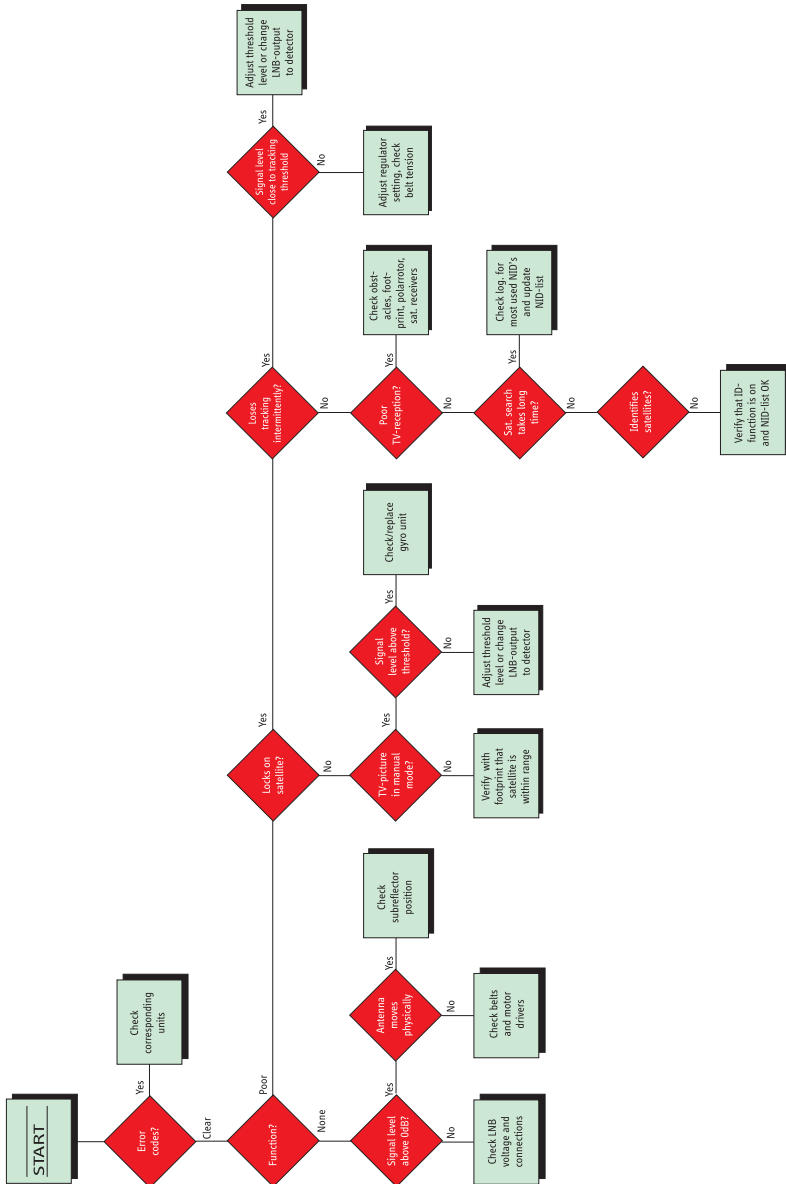 START
Error
codes?
Yes
Check
corresponding
units
Clear
Function?
Poor
None
Signal level
above 0dB?
Yes
No
Check LNB
voltage and
connections
Antenna
moves
physically
Yes
Check
subreflector
position
No
Check belts
and motor
drivers
Locks on
satellite?
Yes
No
TV-picture
in manual
mode?
Yes
No
Verify with
footprint that
satellite is
within range
Signal
level above
threshold?
Yes
Check/replace
gyro unit
No
Adjust threshold
level or change
LNB-output
to detector
Loses
tracking
intermittently?
Yes
No
Poor
TV-reception?
Yes
Check obst-
acles, foot-
print, polarrotor,
sat. receivers
No
Sat. search
takes long
time?
Yes
Check log. for
most used NID's
and update
NID-list
No
Identifies
satellites?
No
Verify that ID-
function is on
and NID-list OK
Signal level
close to tracking
threshold
Yes
Adjust threshold
level or change
LNB-output
to detector
No
Adjust regulator
setting, check
belt tension